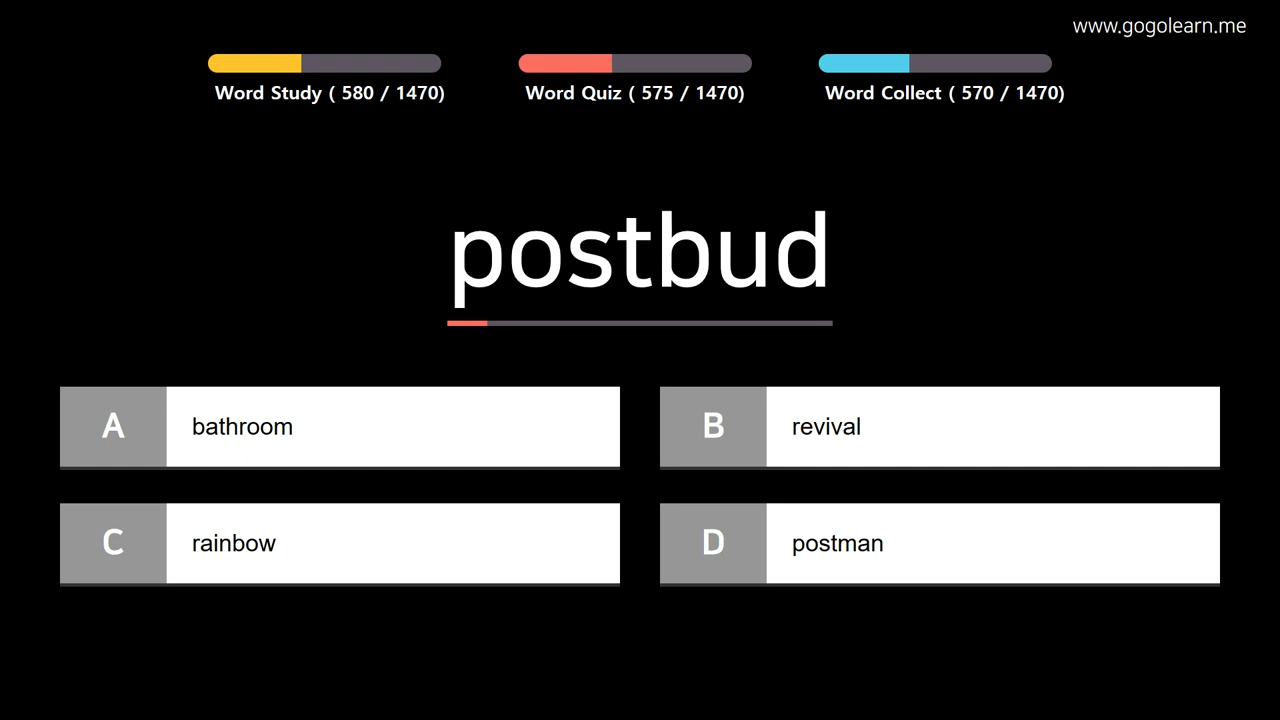 www.gogolearn.me
Word Study ( 580 / 1470)
Word Quiz ( 575 / 1470)
Word Collect ( 570 / 1470)
postbud
A bathroom
B revival
C rainbow
D postman